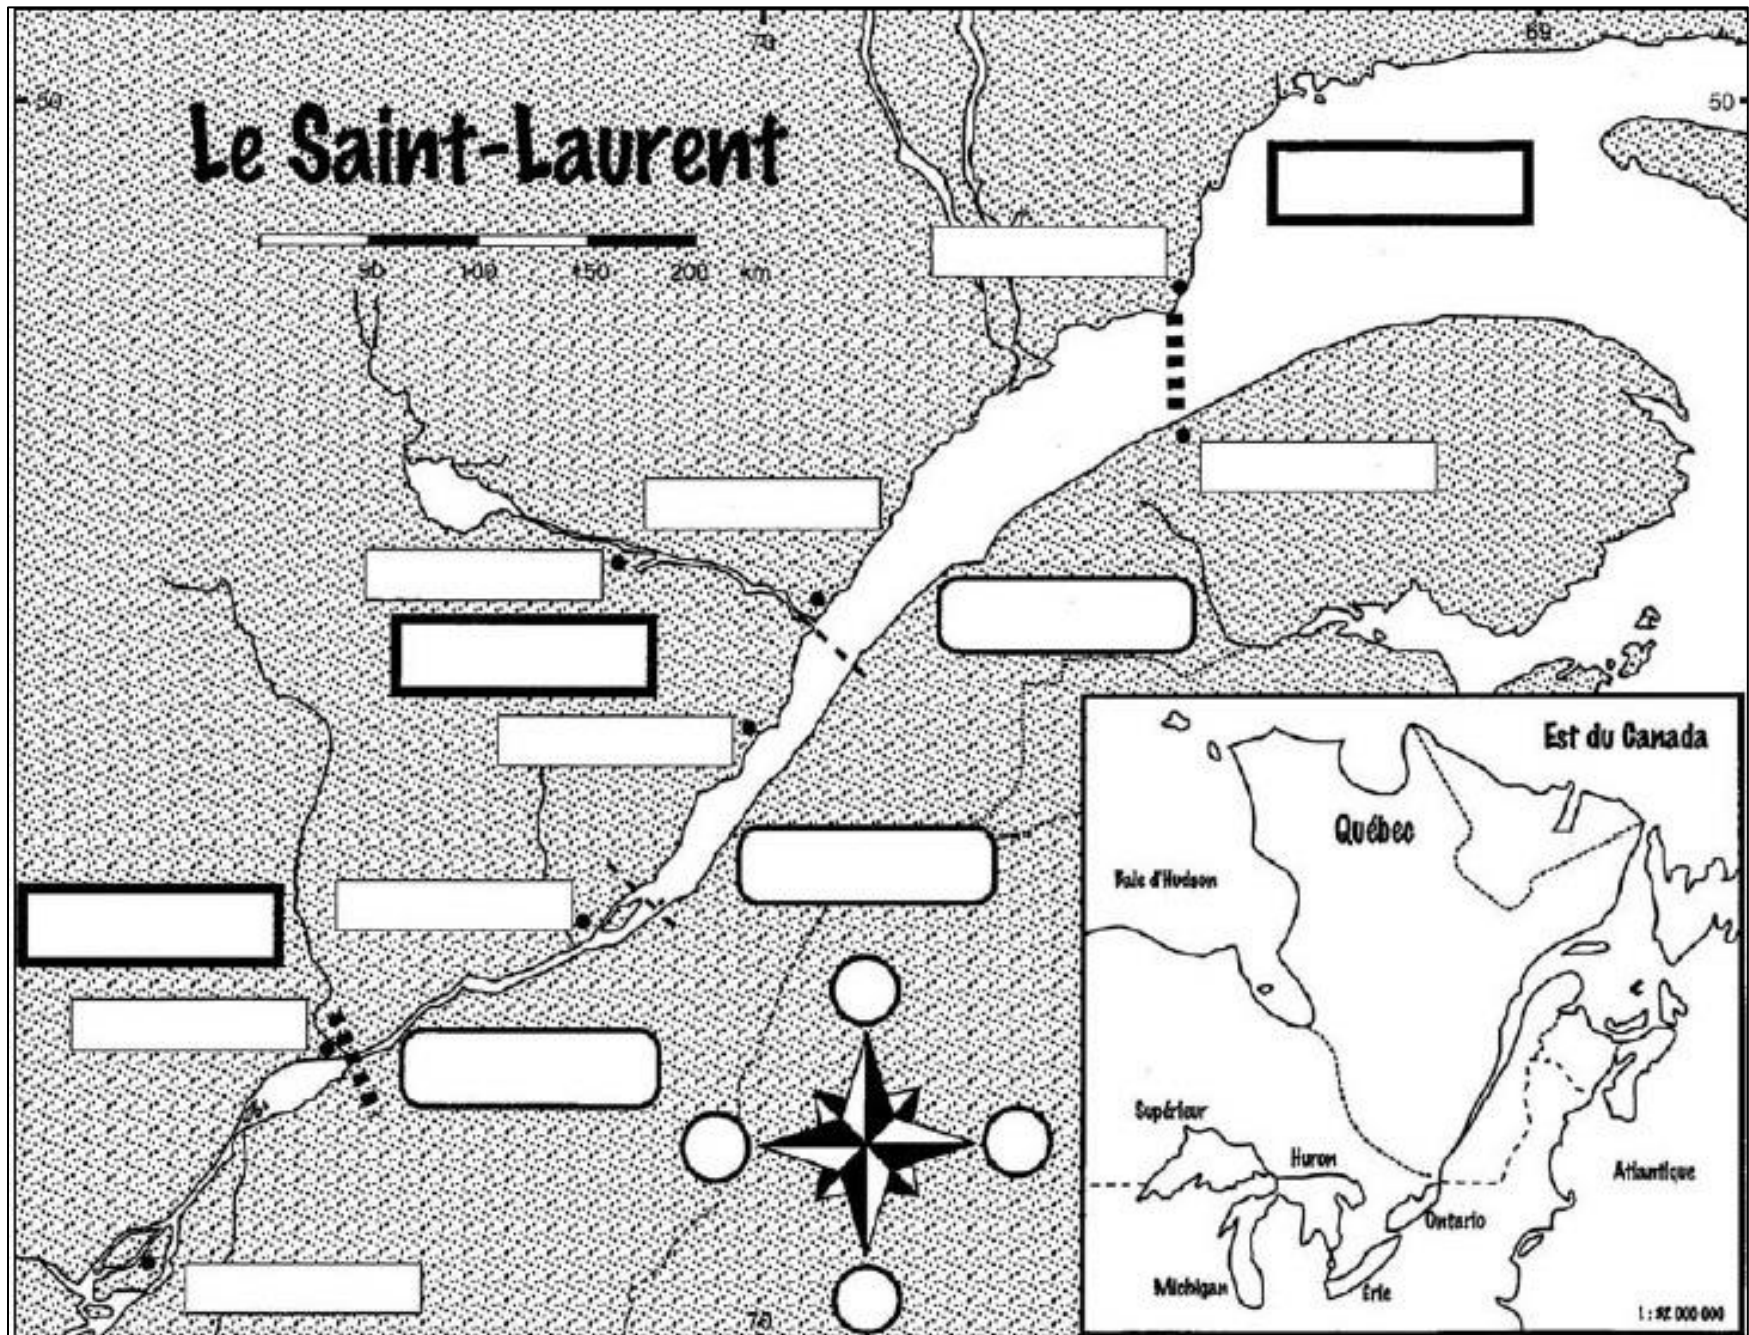 70
69
50
50
Le Saint-Laurent
50 100 150 200 km
Est du Canada
Québec
Baie d'Hudson
Supérieur
Huron
Atlantique
Ontario
Michigan
Érie
70